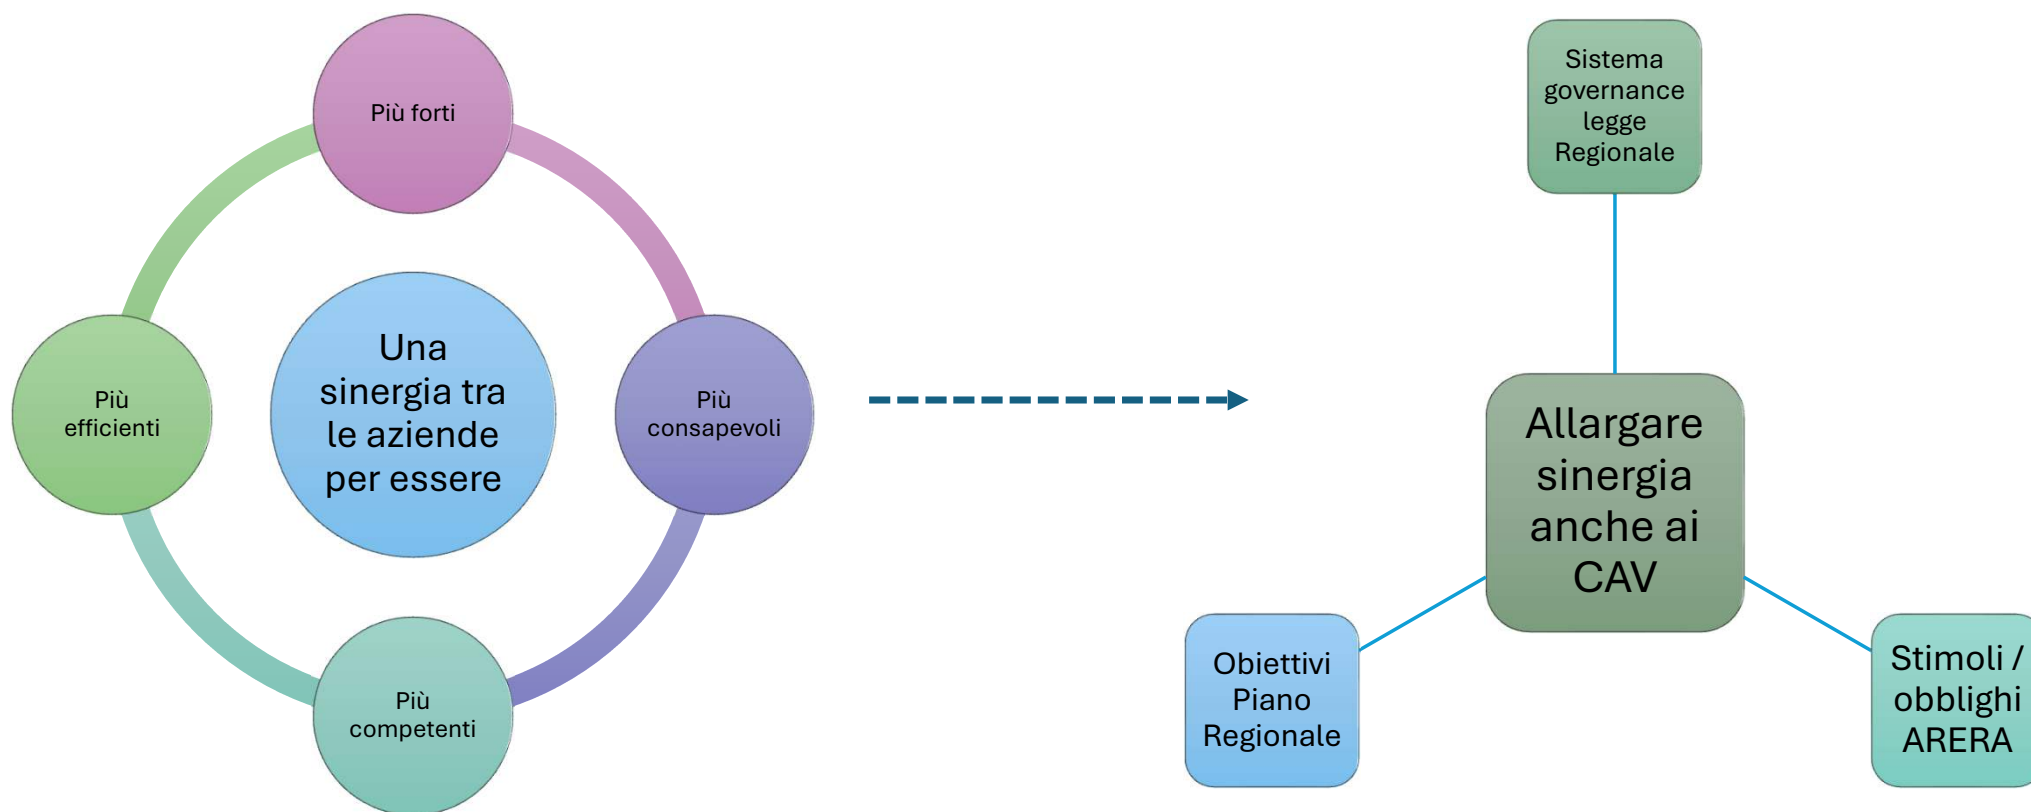 Più forti
Più
efficienti
Una
sinergia tra
le aziende
per essere
Più
consapevoli
Più
competenti
Sistema
governance
legge
Regionale
Allargare
sinergia
anche ai
CAV
Obiettivi
Piano
Regionale
Stimoli /
obblighi
ARERA